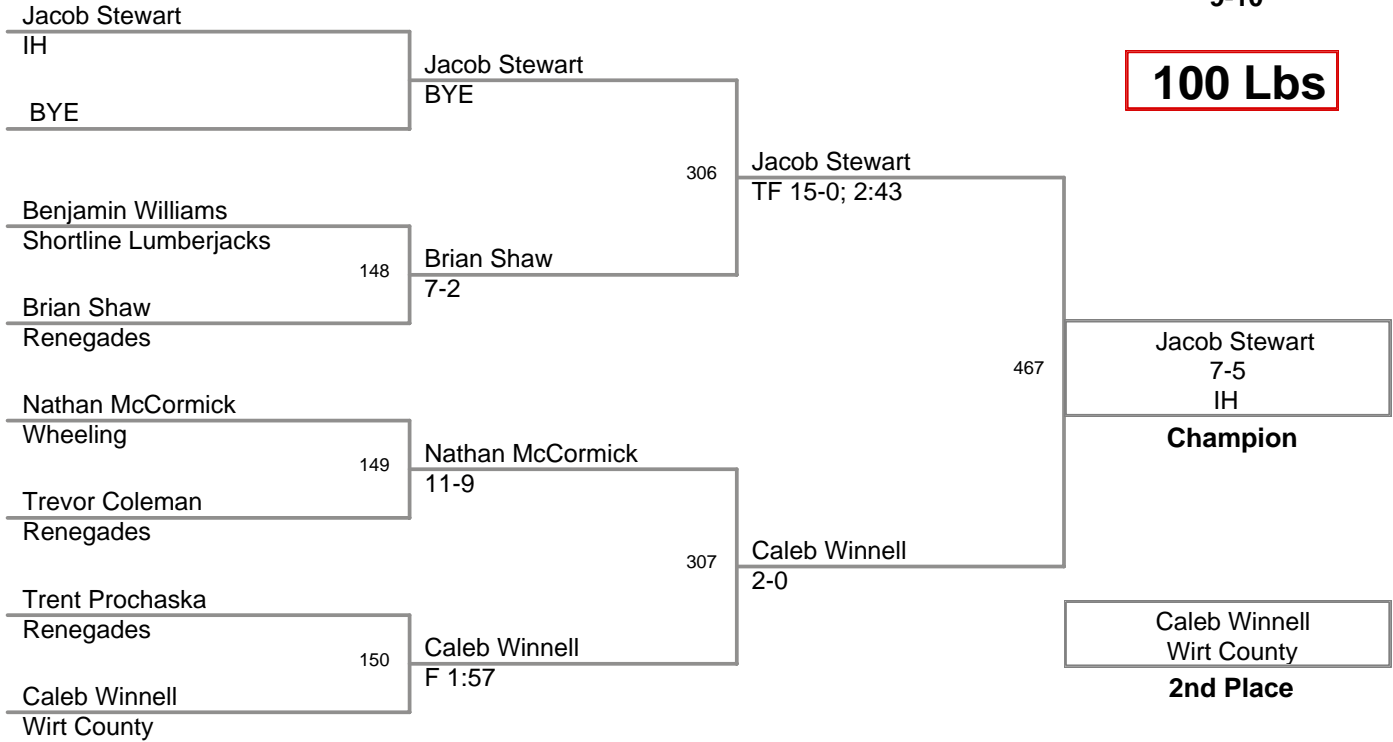 Jacob Stewart
IH
BYE
Benjamin Williams
Shortline Lumberjacks
148
Brian Shaw
Renegades
Nathan McCormick
Wheeling
149
Trevor Coleman
Renegades
Trent Prochaska
Renegades
150
Caleb Winnell
Wirt County
Jacob Stewart
BYE
306
Brian Shaw
7-2
Nathan McCormick
11-9
307
Caleb Winnell
F 1:57
Jacob Stewart
TF 15-0; 2:43
467
Caleb Winnell
2-0
100 Lbs
Jacob Stewart
7-5
IH
Champion
Caleb Winnell
Wirt County
2nd Place